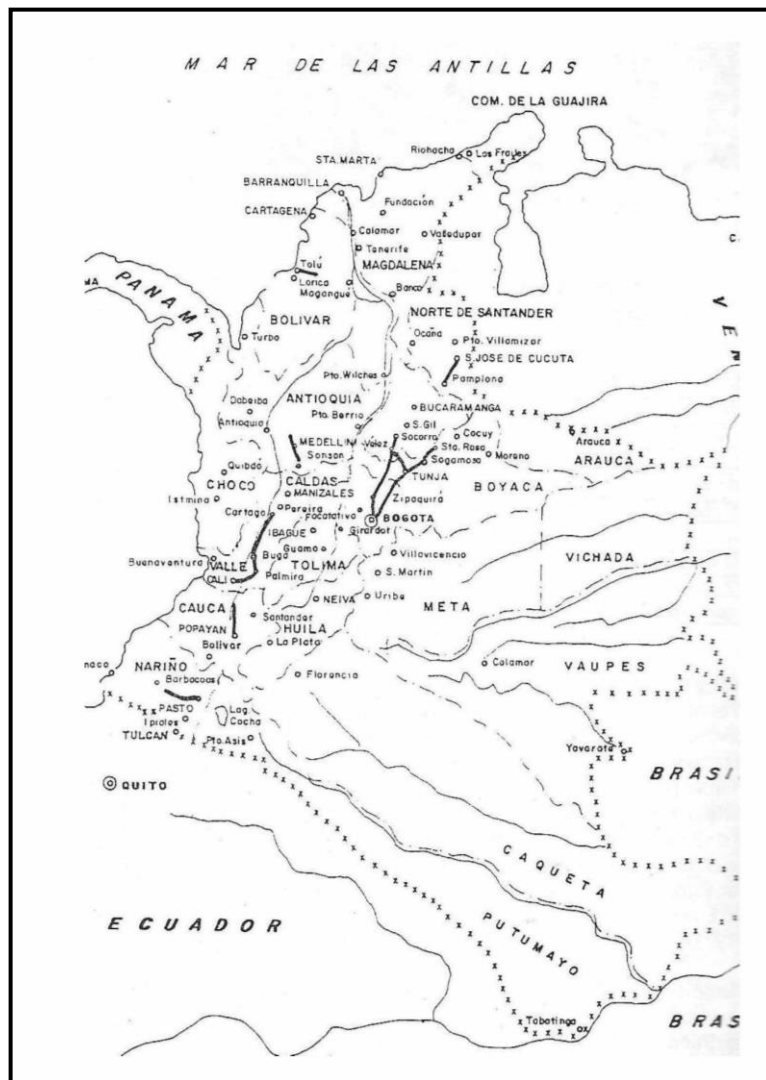 MAR DE LAS ANTILLAS
COM. DE LA GUAJIRA
Riohacha
Los Frayles
STA. MARTA
BARRANQUILLA
Fundación
CARTAGENA
Calamar
Valledupar
Tenerife
Tolú
MAGDALENA
PANAMA
MA
Lorica
Magangue
Banco
BOLIVAR
NORTE DE SANTANDER
VEN
Turbo
Ocaña
Pto. Villamizar
S. JOSE DE CUCUTA
Pto. Wilches
Pamplona
ANTIOQUIA
Dabeiba
BUCARAMANGA
Pto. Berrio
Antioquia
S. Gil
Socorro
Cocuy
Arauca
MEDELLIN
Velez
Sta. Rosa
Moreno
ARAUCA
Sonson
Sogamoso
Quibdó
CALDAS
TUNJA
BOYACA
CHOCO
MANIZALES
Zipaquirá
Istmina
Pereira
Facatativa
Cartago
BOGOTA
IBAGUE
Girardot
Guamo
Villavicencio
VICHADA
Buenaventura
VALLE
Buga
TOLIMA
CALI
Palmira
S. Martin
NEIVA
Uribe
META
CAUCA
Santander
POPAYAN
HUILA
Bolivar
La Plata
Calamar
VAUPES
NARIÑO
naco
Barbacoas
Florencia
PASTO
Ipiales
Lag. Cocha
TULCAN
Pto. Asis
Yavarate
QUITO
BRASI
CAQUETA
ECUADOR
PUTUMAYO
Tabatinga
BRAS